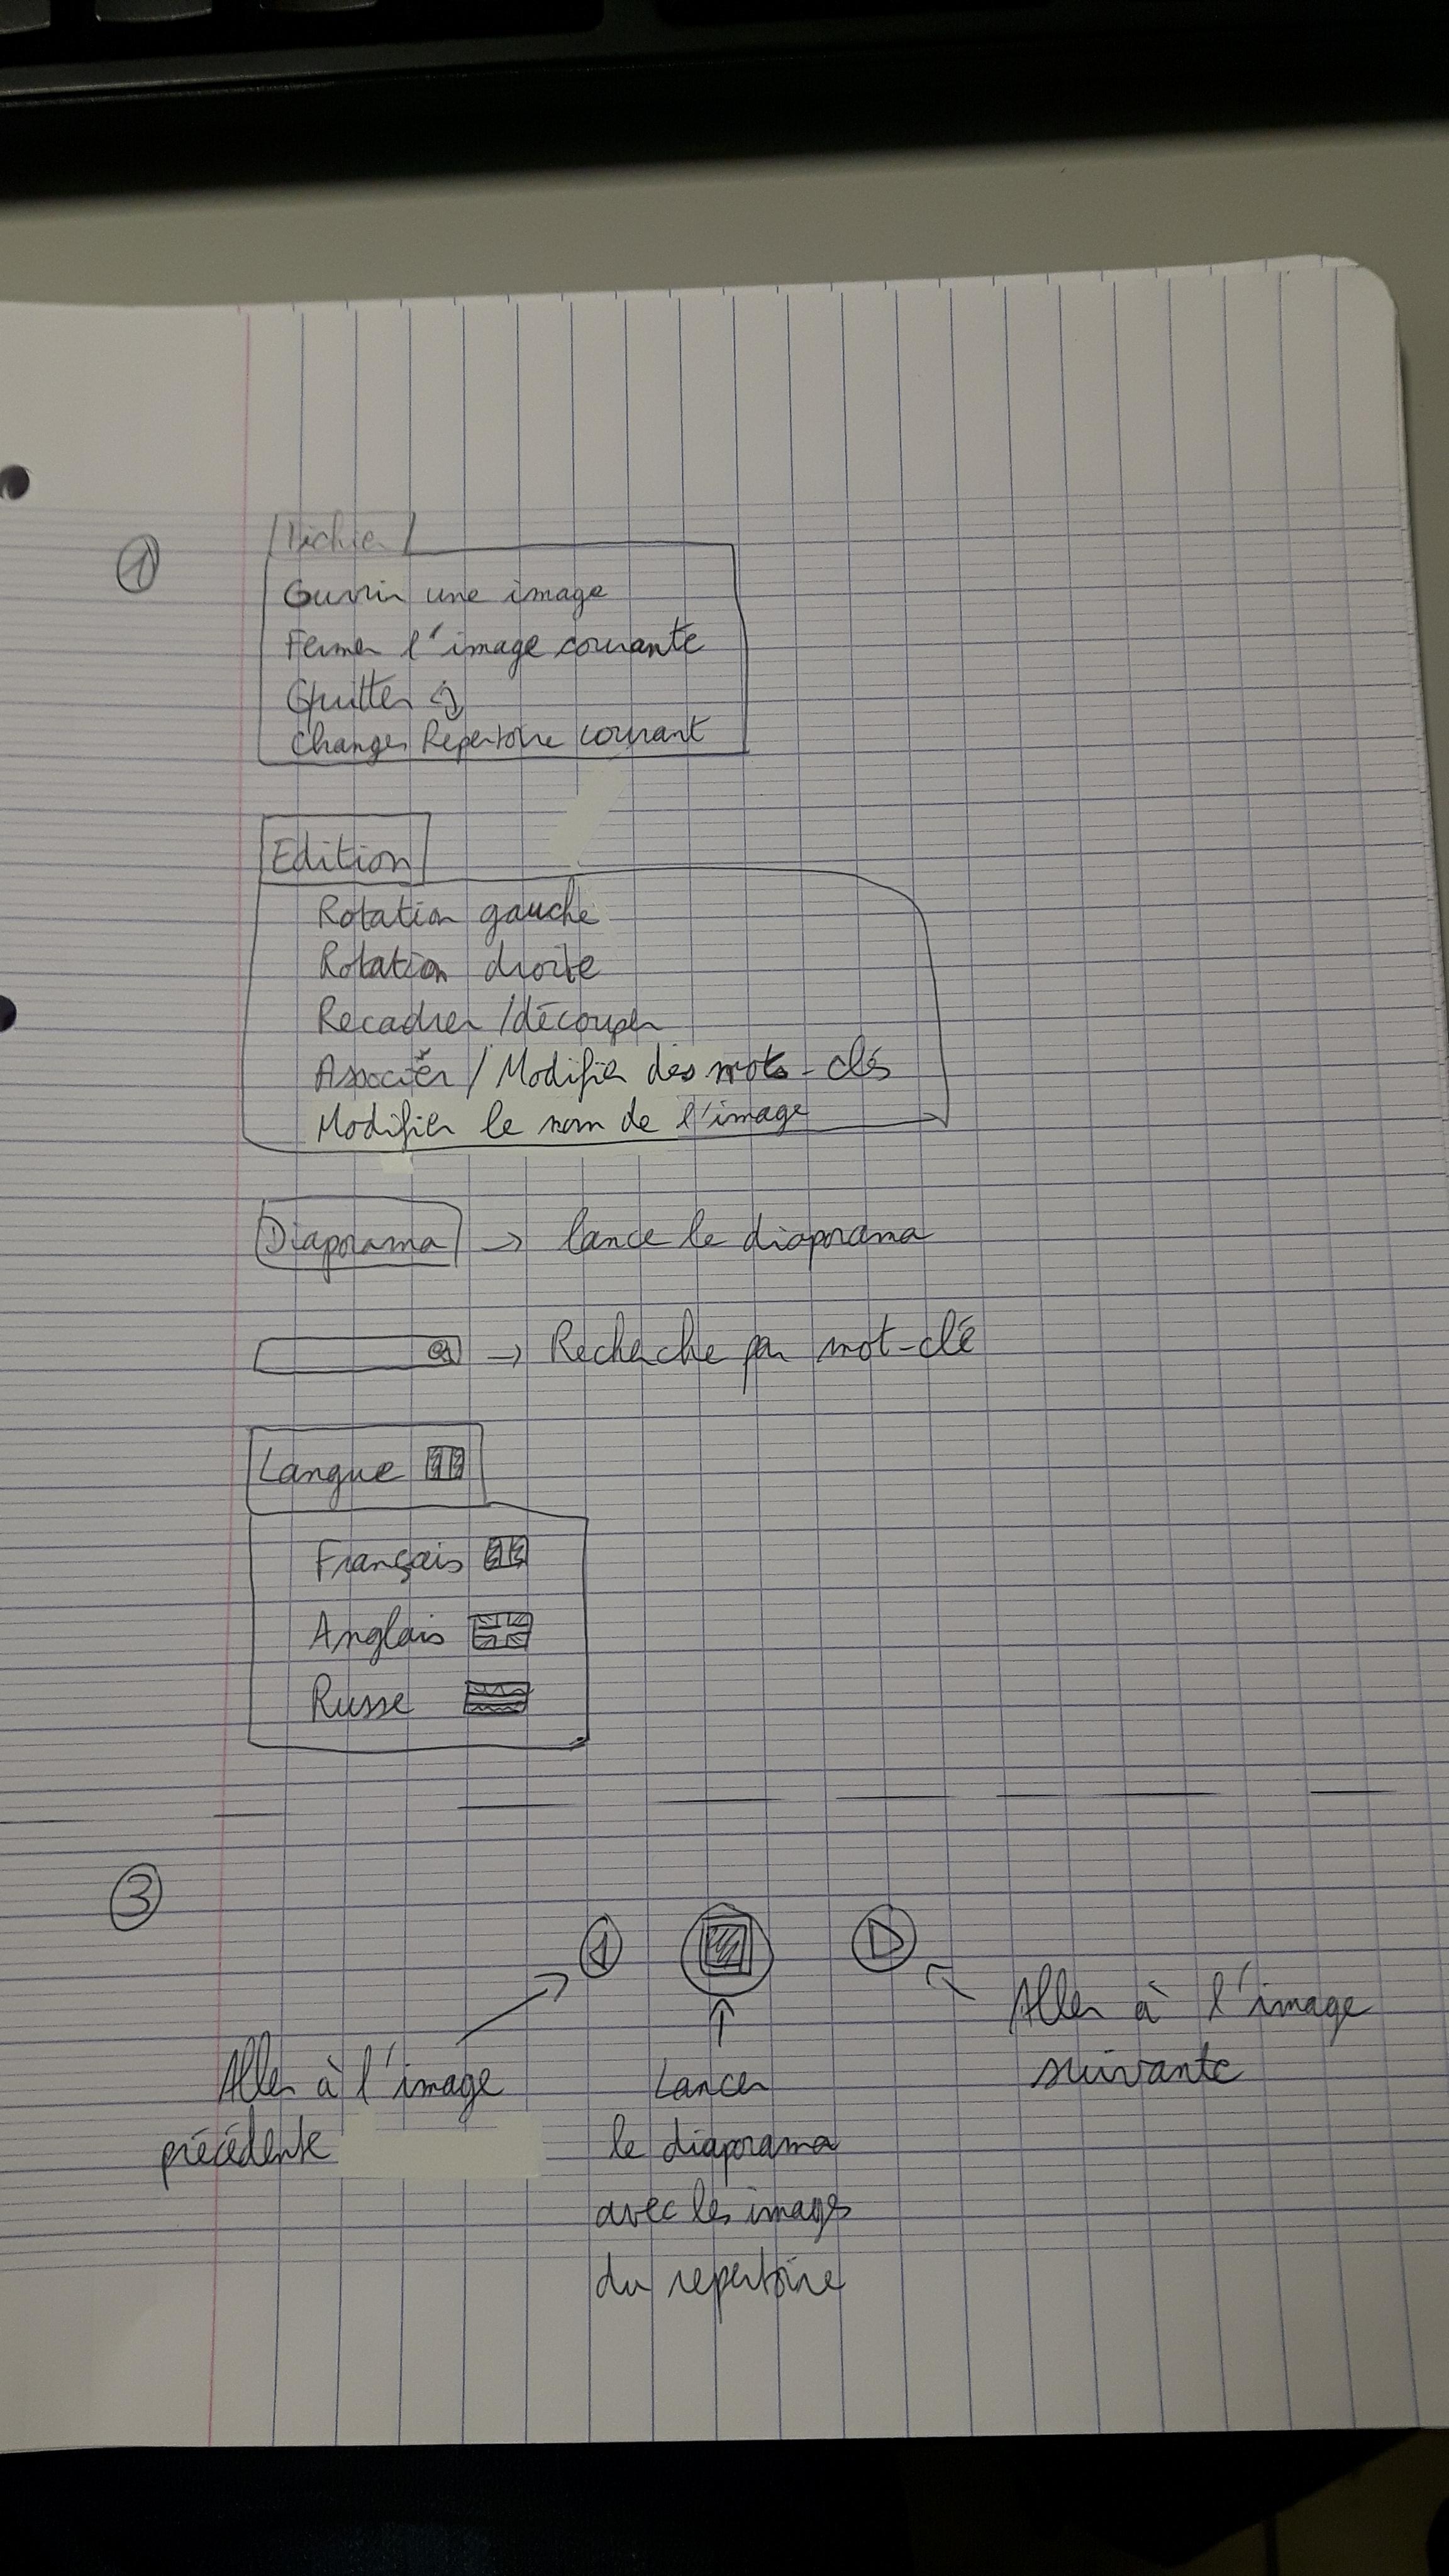 1
Fichier
Ouvrir une image
Fermer l'image courante
Quitter
Changer Repertoire courant
Edition
Rotation gauche
Rotation droite
Recadrer / découper
Associer / Modifier des mots-clés
Modifier le nom de l'image
Diaporama → lance le diaporama
→ Recherche par mot-clé
Langue
Français
Anglais
Russe
3
Aller à l'image
précédente
Lancer
le diaporama
avec les images
du repertoire
Aller à l'image
suivante